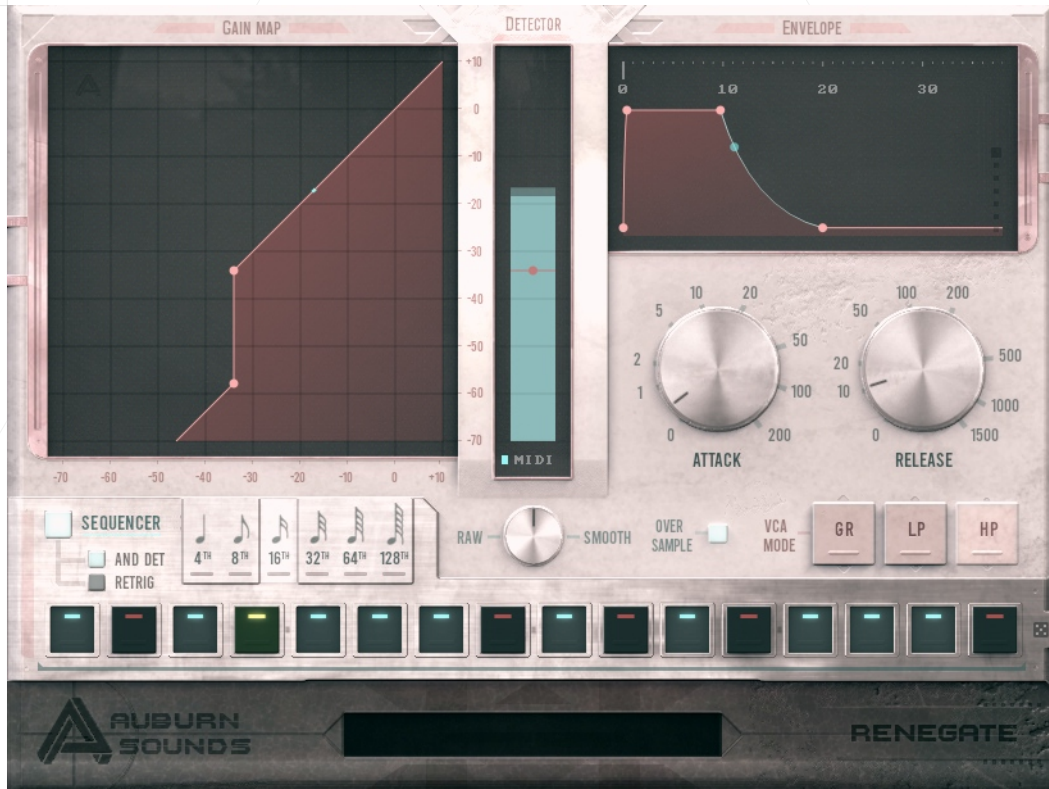 GAIN MAP
DETECTOR
ENVELOPE
+10
0
-10
-20
-30
-40
-50
-60
-70
-70 -60 -50 -40 -30 -20 -10 0 +10
MIDI
0 10 20 30
0 1 2 5 10 20 50 100 200
ATTACK
0 10 20 50 100 200 500 1000 1500
RELEASE
SEQUENCER
AND DET
RETRIG
4TH 8TH 16TH 32TH 64TH 128TH
RAW SMOOTH
OVER
SAMPLE
VCA
MODE
GR LP HP
AUBURN
SOUNDS
RENEGATE